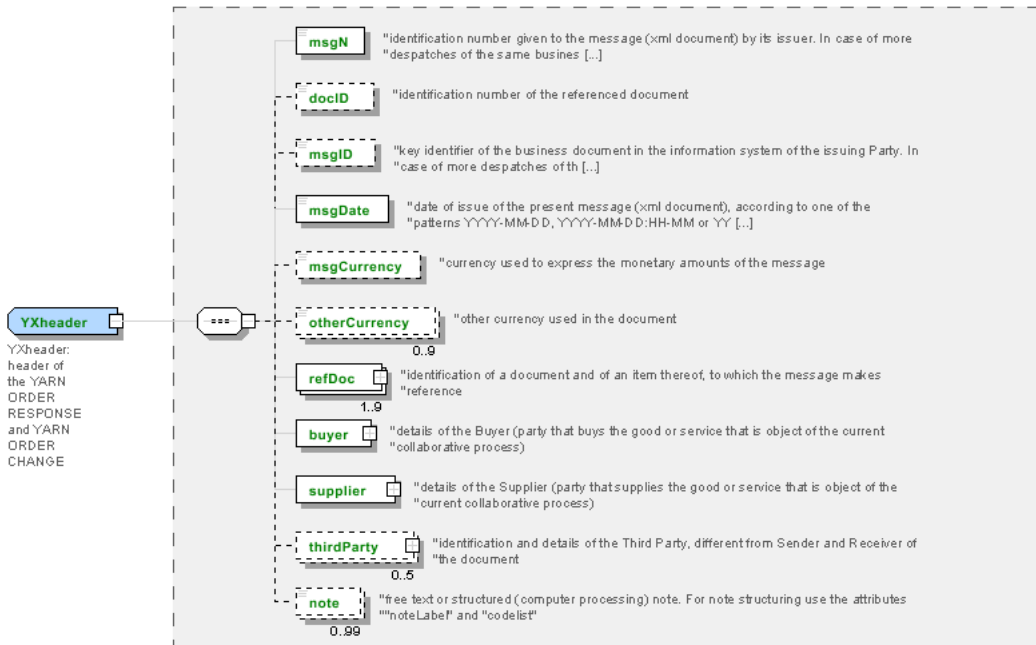 msgN
"identification number given to the message (xml document) by its issuer. In case of more
"despatches of the same busines [...]
docID
"identification number of the referenced document
msgID
"key identifier of the business document in the information system of the issuing Party. In
"case of more despatches of th [...]
msgDate
"date of issue of the present message (xml document), according to one of the
"patterns YYYY-MM-DD, YYYY-MM-DD:HH-MM or YY [...]
msgCurrency
"currency used to express the monetary amounts of the message
YXheader
YXheader:
header of
the YARN
ORDER
RESPONSE
and YARN
ORDER
CHANGE
otherCurrency
"other currency used in the document
0..9
refDoc
"identification of a document and of an item thereof, to which the message makes
"reference
1..9
buyer
"details of the Buyer (party that buys the good or service that is object of the current
"collaborative process)
supplier
"details of the Supplier (party that supplies the good or service that is object of the
"current collaborative process)
thirdParty
"identification and details of the Third Party, different from Sender and Receiver of
"the document
0..5
note
"free text or structured (computer processing) note. For note structuring use the attributes
""noteLabel" and "codelist"
0..99